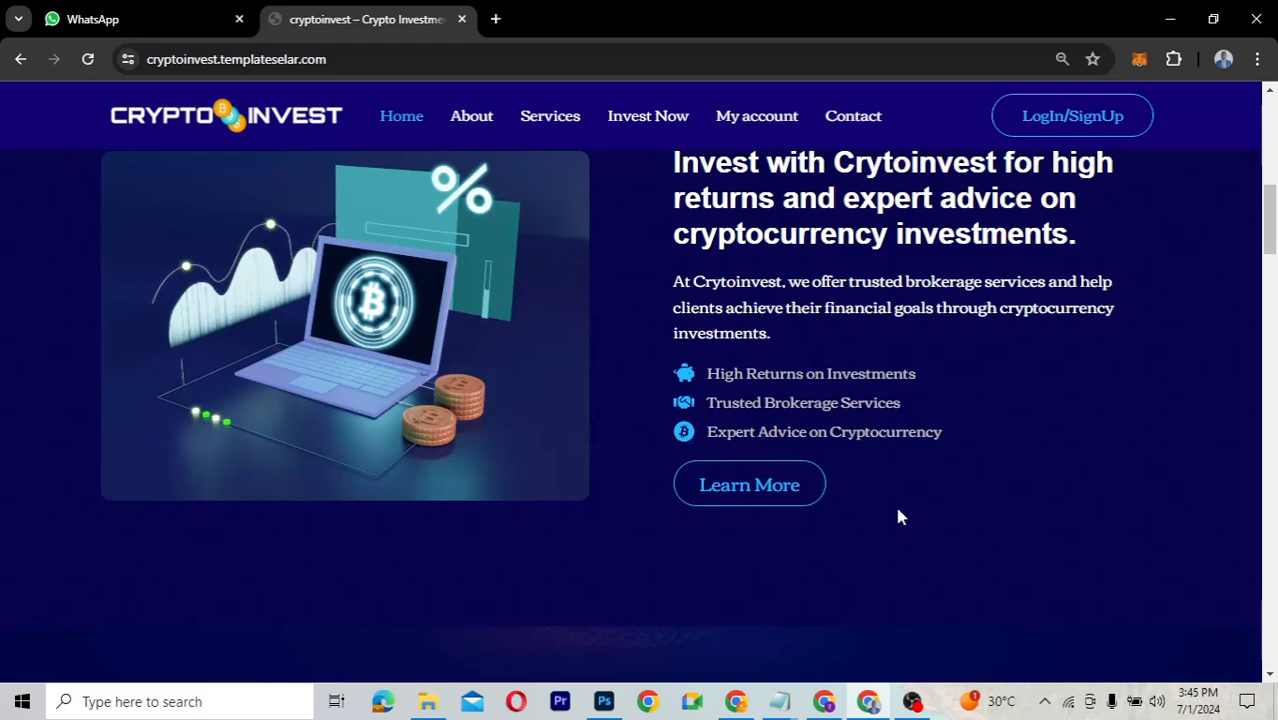 WhatsApp
cryptoinvest – Crypto Investme
cryptoinvest.templateselar.com
CRYPTO INVEST
Home
About
Services
Invest Now
My account
Contact
LogIn/SignUp
%
Invest with Crytoinvest for high
returns and expert advice on
cryptocurrency investments.
At Crytoinvest, we offer trusted brokerage services and help
clients achieve their financial goals through cryptocurrency
investments.
High Returns on Investments
Trusted Brokerage Services
Expert Advice on Cryptocurrency
Learn More
Type here to search
Pr
Ps
1
30°C
3:45 PM
7/1/2024